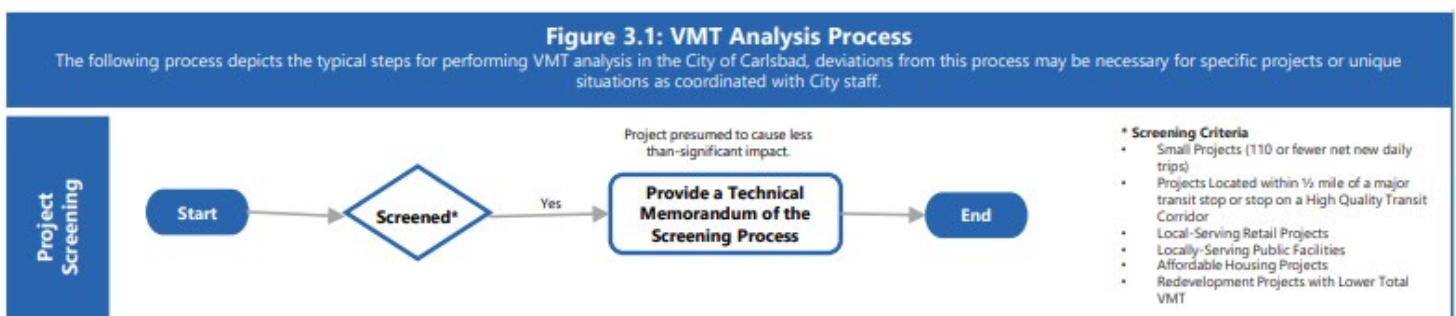 Figure 3.1: VMT Analysis Process
The following process depicts the typical steps for performing VMT analysis in the City of Carlsbad, deviations from this process may be necessary for specific projects or unique
situations as coordinated with City staff.
Project
Screening
Start
Screened*
Yes
Project presumed to cause less
than-significant impact.
Provide a Technical
Memorandum of the
Screening Process
End
* Screening Criteria
• Small Projects (110 or fewer net new daily
trips)
• Projects Located within ½ mile of a major
transit stop or stop on a High Quality Transit
Corridor
• Local-Serving Retail Projects
• Locally-Serving Public Facilities
• Affordable Housing Projects
• Redevelopment Projects with Lower Total
VMT